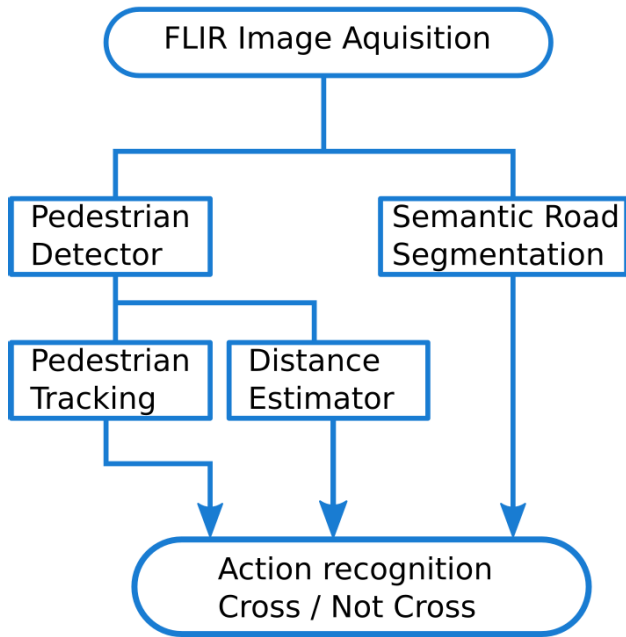 FLIR Image Aquisition
Pedestrian
Detector
Semantic Road
Segmentation
Pedestrian
Tracking
Distance
Estimator
Action recognition
Cross / Not Cross